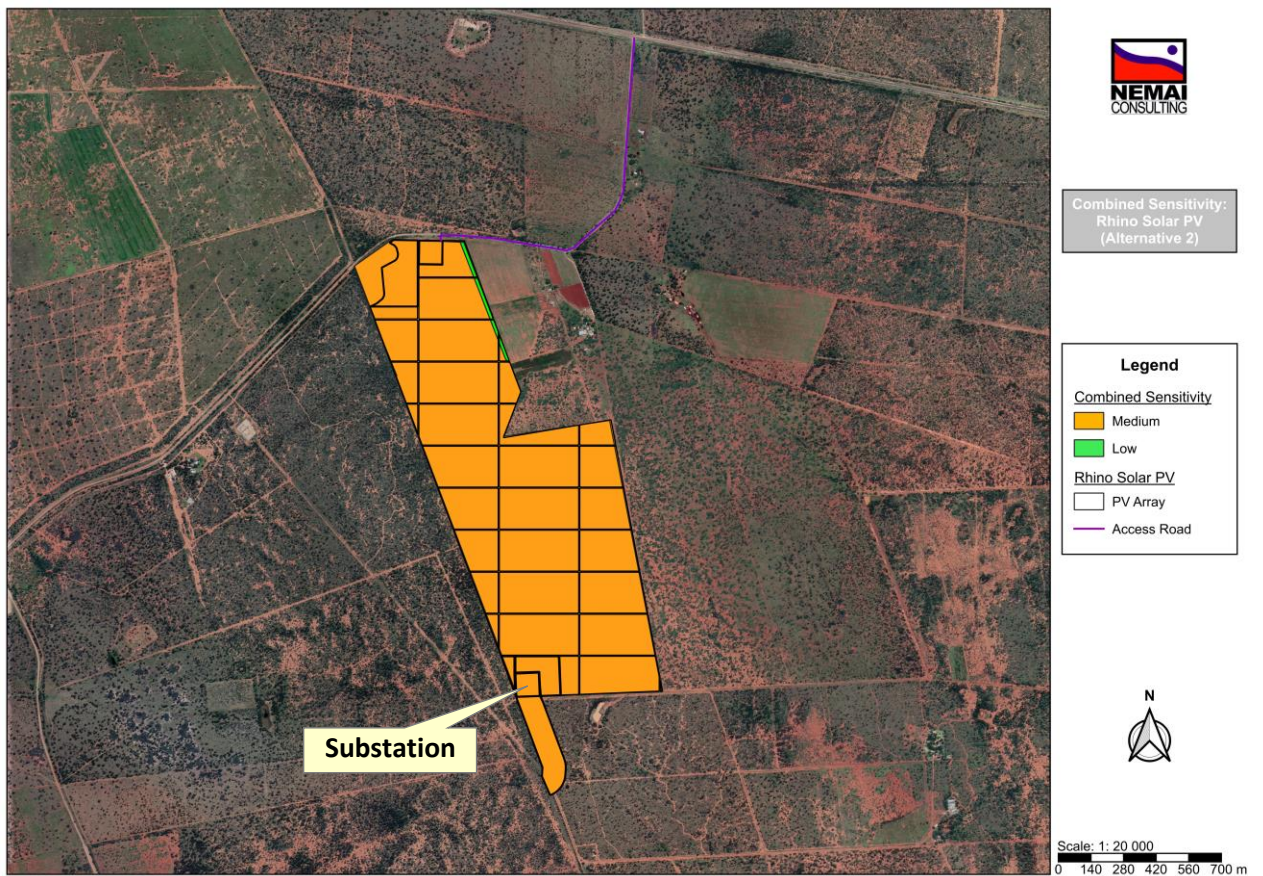 NEMAI
CONSULTING
Combined Sensitivity:
Rhino Solar PV
(Alternative 2)
Legend
Combined Sensitivity
Medium
Low
Rhino Solar PV
PV Array
Access Road
Substation
N
Scale: 1: 20 000
0 140 280 420 560 700 m